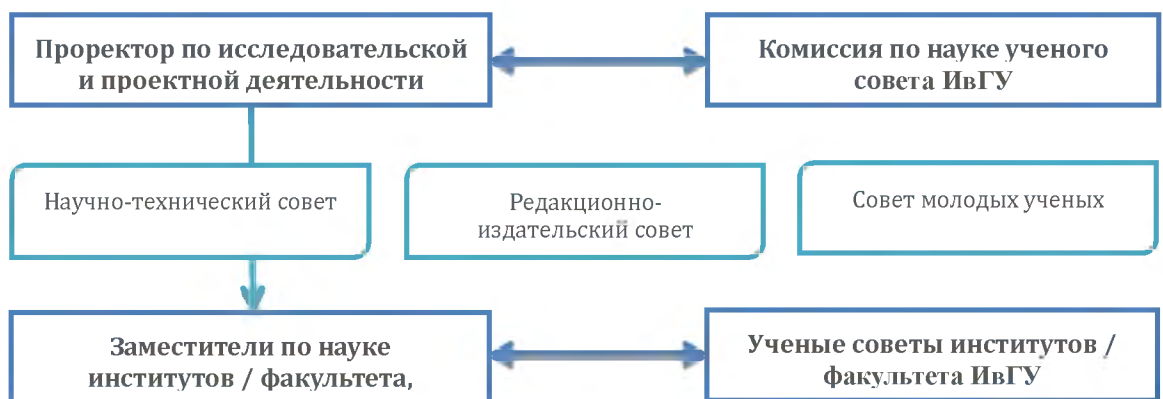 Проректор по исследовательской
и проектной деятельности
Комиссия по науке ученого
совета ИвГУ
Научно-технический совет
Редакционно-
издательский совет
Совет молодых ученых
Заместители по науке
институтов / факультета,
Ученые советы институтов /
факультета ИвГУ